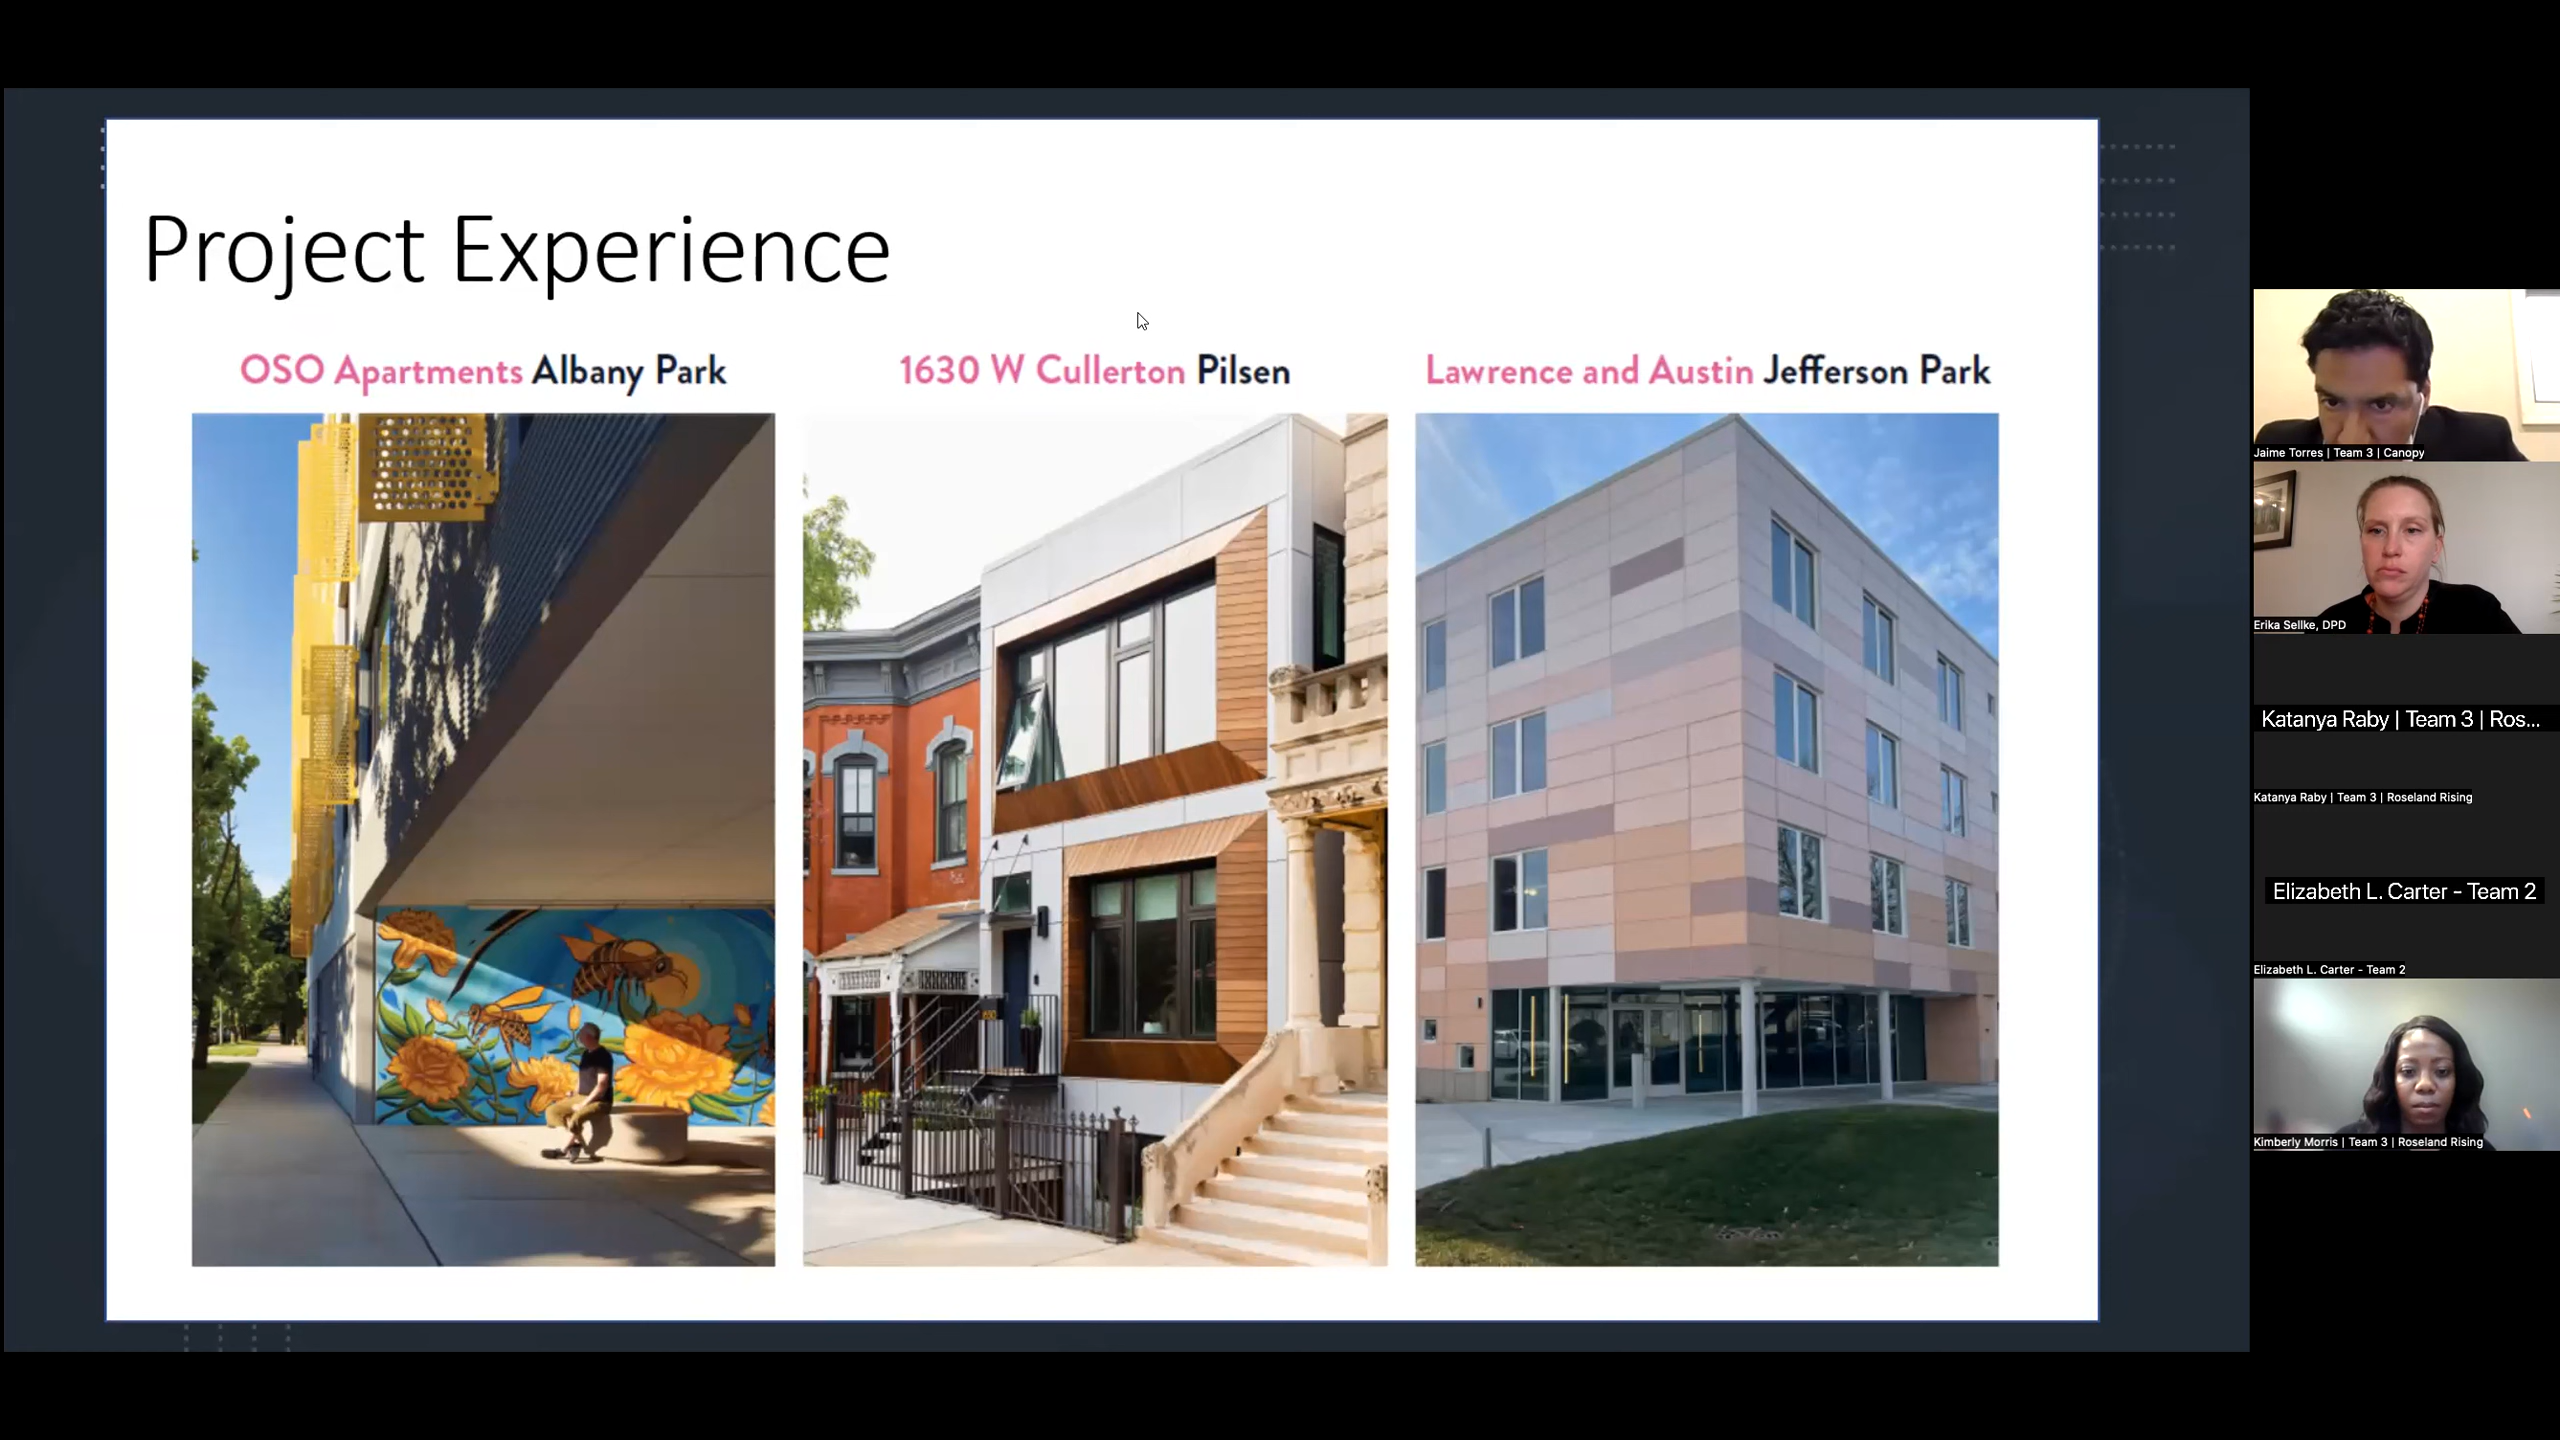 Project Experience
OSO Apartments Albany Park
1630 W Cullerton Pilsen
Lawrence and Austin Jefferson Park
Jaime Torres | Team 3 | Canopy
Erika Sellke, DPD
Katanya Raby | Team 3 | Ros...
Katanya Raby | Team 3 | Roseland Rising
Elizabeth L. Carter - Team 2
Elizabeth L. Carter - Team 2
Kimberly Morris | Team 3 | Roseland Rising